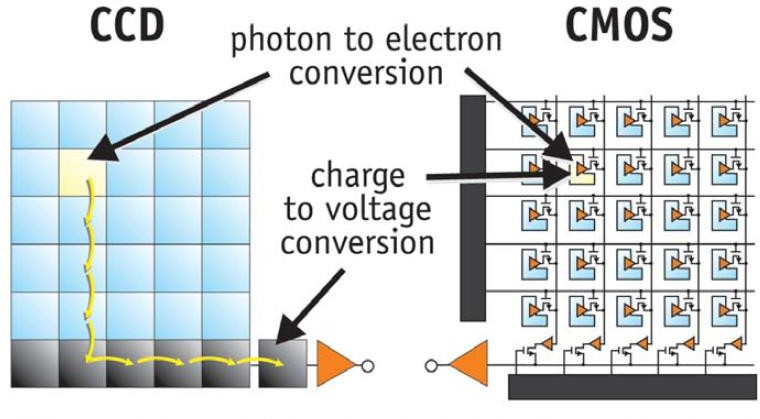 CCD
photon to electron
conversion
CMOS
charge
to voltage
conversion